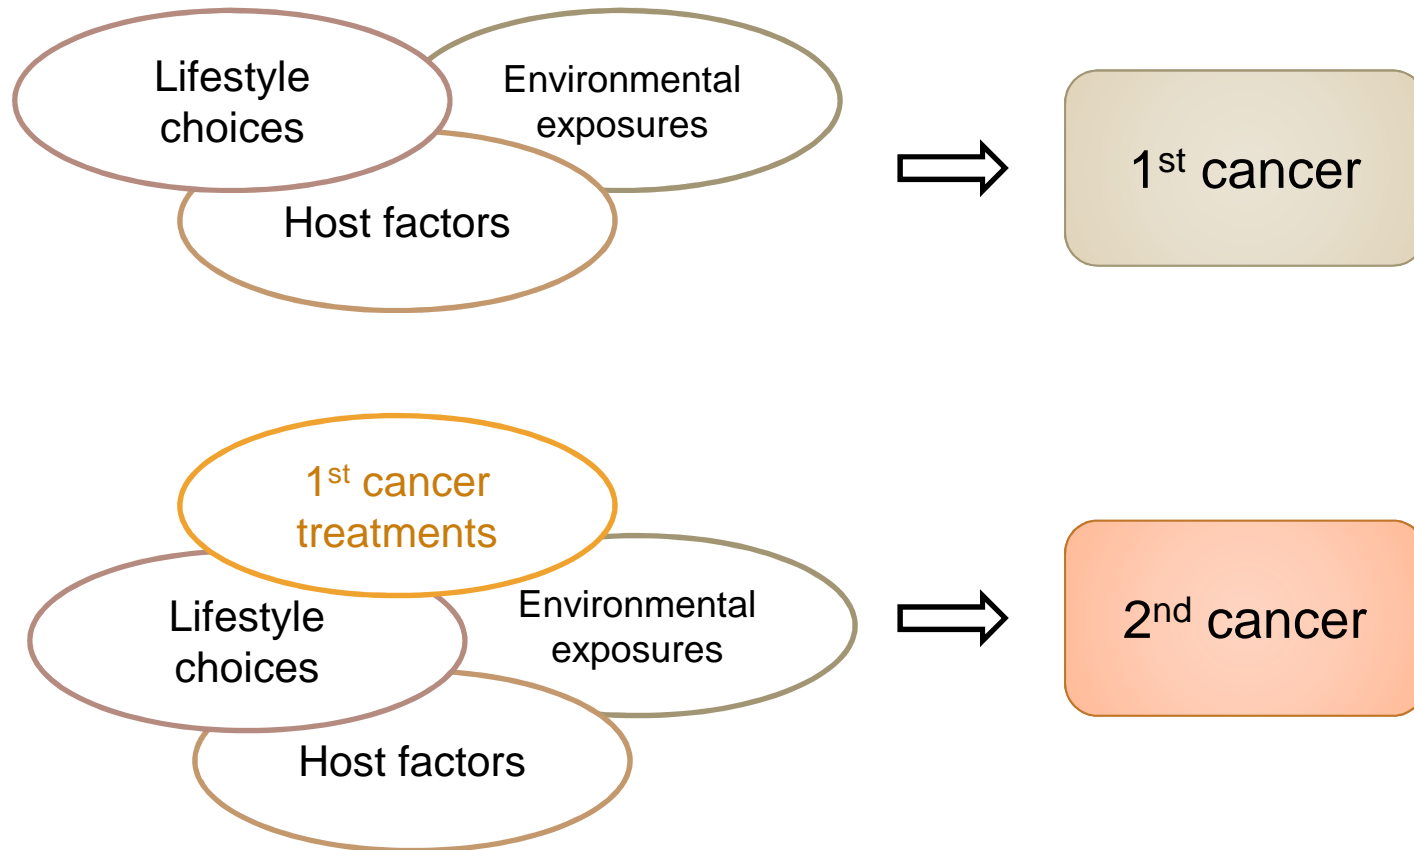 Lifestyle
choices
Environmental
exposures
Host factors
1st cancer
1st cancer
treatments
Lifestyle
choices
Environmental
exposures
Host factors
2nd cancer